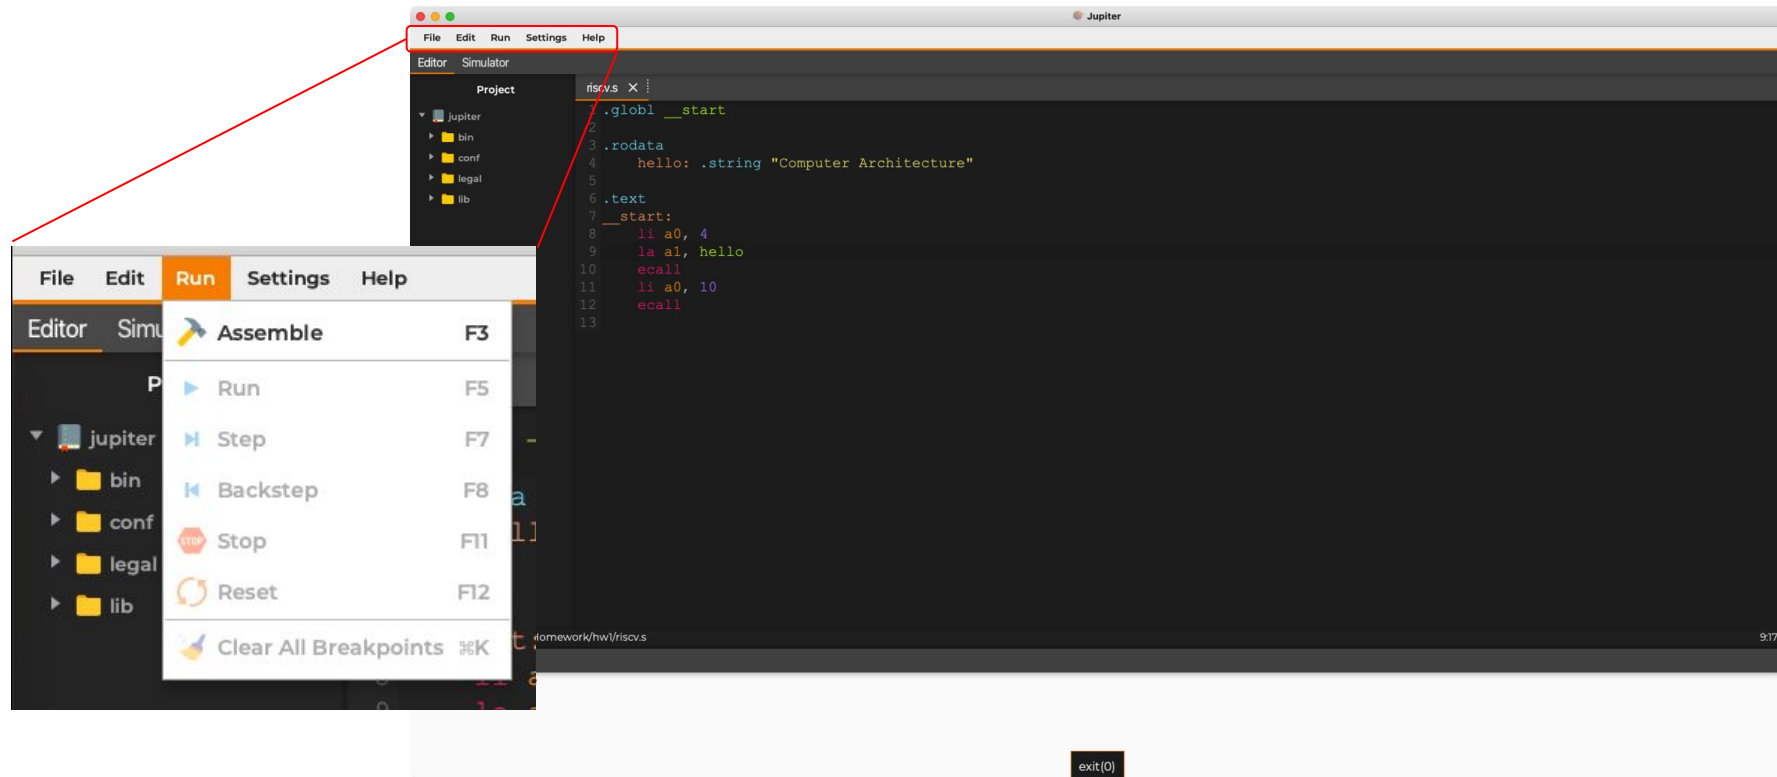 Jupiter
File Edit Run Settings Help
Editor Simulator
Project
riscv.s
jupiter
bin
conf
legal
lib
1 .globl __start
2
3 .rodata
4 hello: .string "Computer Architecture"
5
6 .text
7 __start:
8 li a0, 4
9 la a1, hello
10 ecall
11 li a0, 10
12 ecall
13
File Edit Run Settings Help
Editor Simu
P
Assemble F3
Run F5
Step F7
Backstep F8
Stop F11
Reset F12
Clear All Breakpoints ⌘K
jupiter
bin
conf
legal
lib
STOP
omework/hw1/riscv.s
9:17
exit(0)